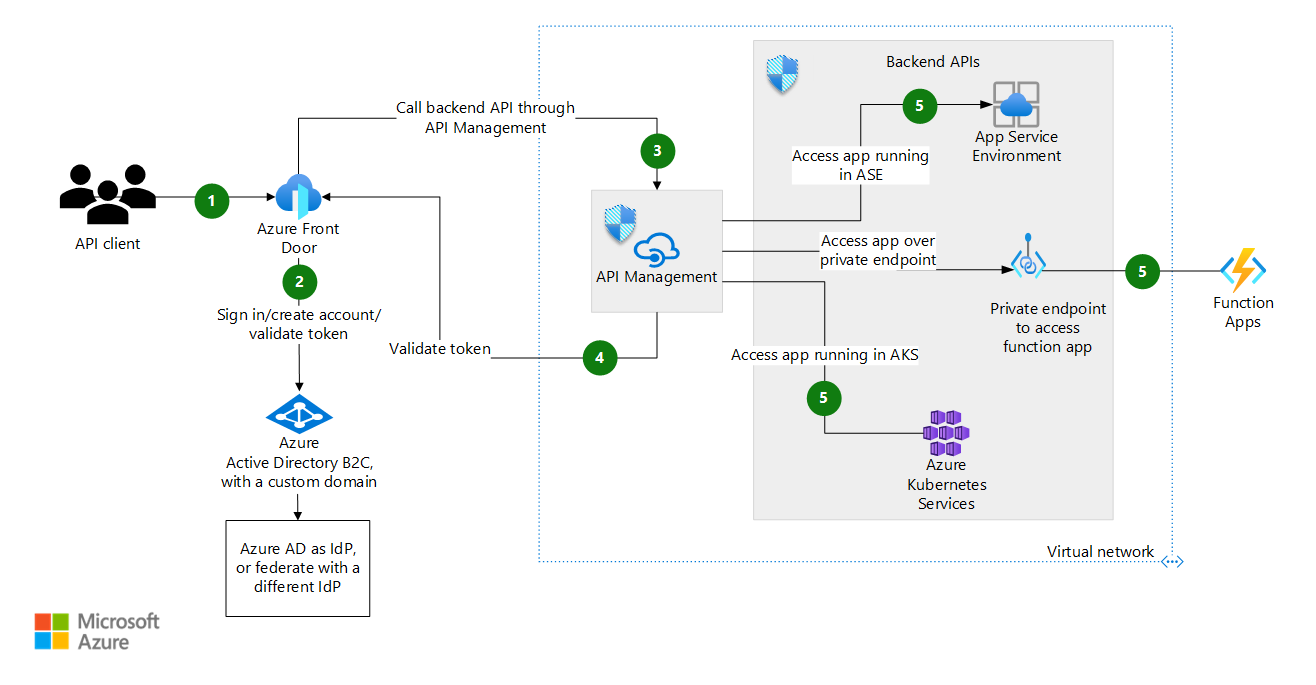 Backend APIs
Call backend API through
API Management
5
App Service
Environment
3
Access app running
in ASE
1
API client
Azure Front
Door
API Management
Access app over
private endpoint
5
Function
Apps
Private endpoint
to access
function app
2
Sign in/create account/
validate token
Validate token
4
Access app running in AKS
5
Azure
Kubernetes
Services
Azure
Active Directory B2C,
with a custom domain
Azure AD as IdP,
or federate with a
different IdP
Virtual network
Microsoft
Azure